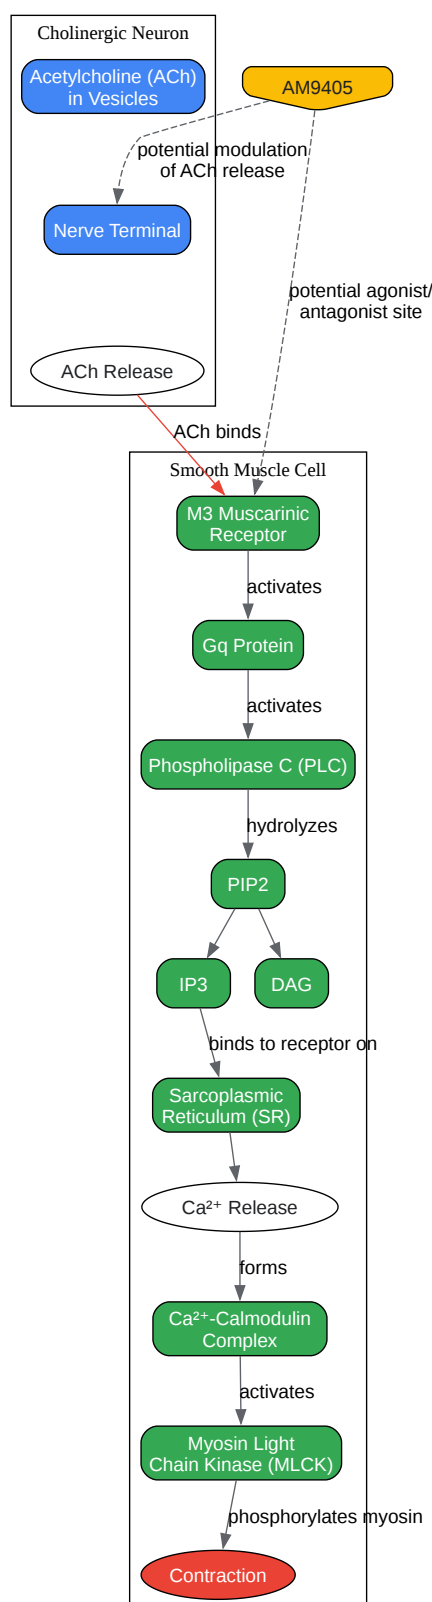 Cholinergic Neuron
Acetylcholine (ACh)
in Vesicles
AM9405
potential modulation
of ACh release
Nerve Terminal
potential agonist/
antagonist site
ACh Release
ACh binds
Smooth Muscle Cell
M3 Muscarinic
Receptor
activates
Gq Protein
activates
Phospholipase C (PLC)
hydrolyzes
PIP2
IP3
DAG
binds to receptor on
Sarcoplasmic
Reticulum (SR)
Ca²⁺ Release
forms
Ca²⁺-Calmodulin
Complex
activates
Myosin Light
Chain Kinase (MLCK)
phosphorylates myosin
Contraction